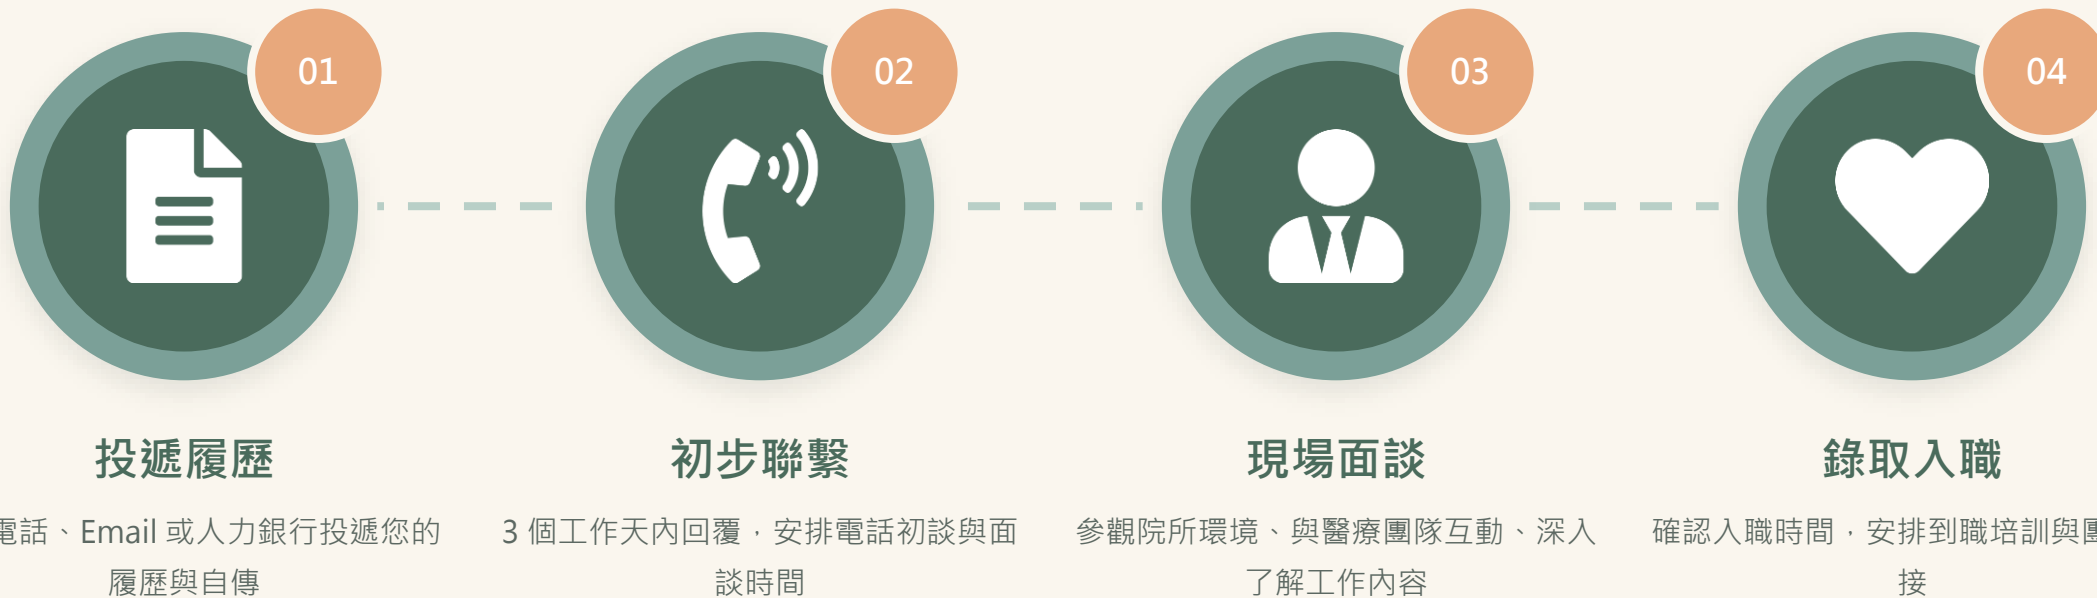 01
02
03
04
投遞履歷
電話、Email 或人力銀行投遞您的
履歷與自傳
初步聯繫
3 個工作天內回覆，安排電話初談與面
談時間
現場面談
參觀院所環境、與醫療團隊互動、深入
了解工作內容
錄取入職
確認入職時間，安排到職培訓與團
接